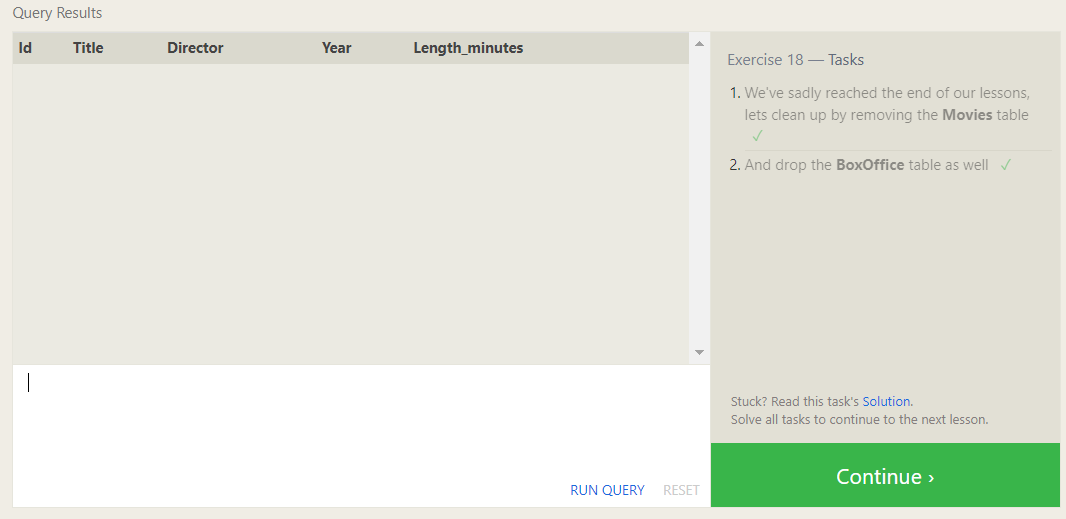 Query Results
Id Title Director Year Length_minutes
Exercise 18 — Tasks
1. We've sadly reached the end of our lessons,
lets clean up by removing the Movies table
✓
2. And drop the BoxOffice table as well ✓
Stuck? Read this task's Solution.
Solve all tasks to continue to the next lesson.
RUN QUERY RESET
Continue ›